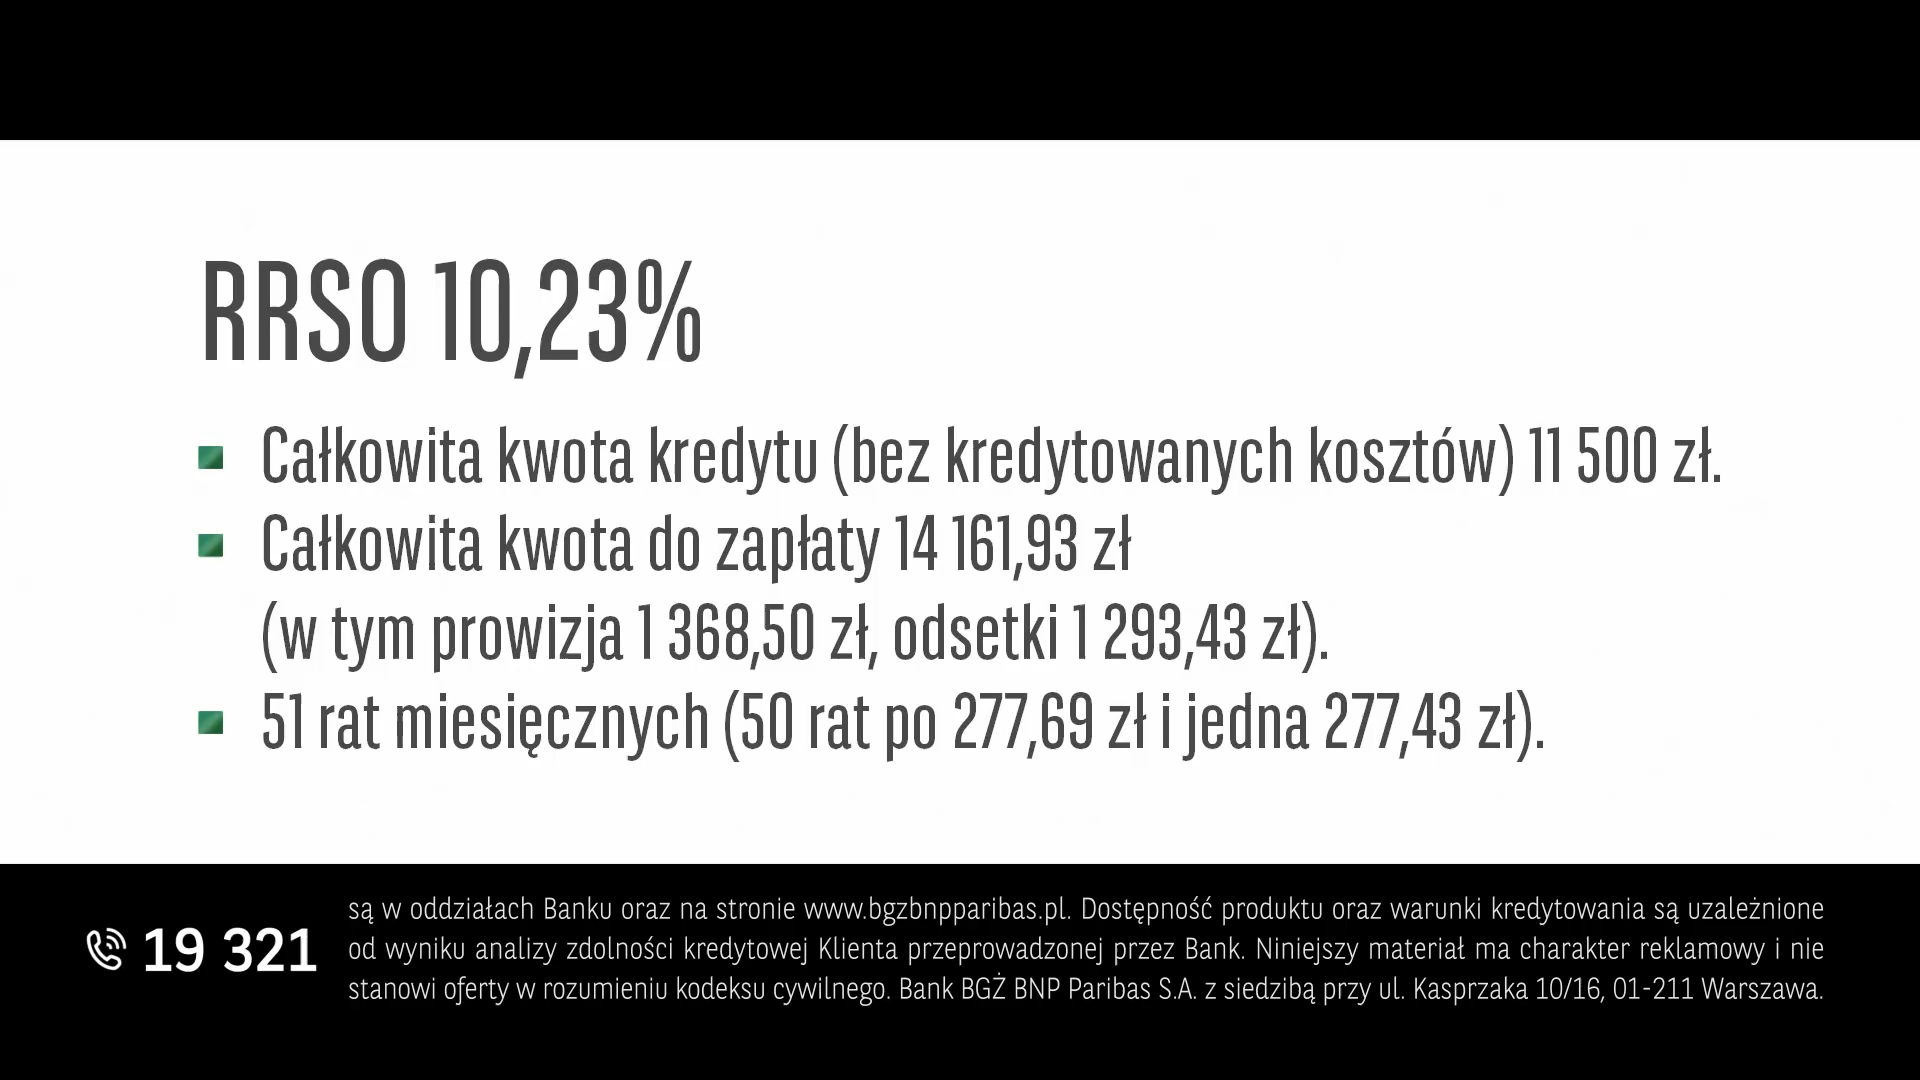 RRSO 10,23%
Całkowita kwota kredytu (bez kredytowanych kosztów) 11 500 zł.
Całkowita kwota do zapłaty 14 161,93 zł
(w tym prowizja 1 368,50 zł, odsetki 1 293,43 zł).
51 rat miesięcznych (50 rat po 277,69 zł i jedna 277,43 zł).
19 321
są w oddziałach Banku oraz na stronie www.bgzbnpparibas.pl. Dostępność produktu oraz warunki kredytowania są uzależnione
od wyniku analizy zdolności kredytowej Klienta przeprowadzonej przez Bank. Niniejszy materiał ma charakter reklamowy i nie
stanowi oferty w rozumieniu kodeksu cywilnego. Bank BGŻ BNP Paribas S.A. z siedzibą przy ul. Kasprzaka 10/16, 01-211 Warszawa.